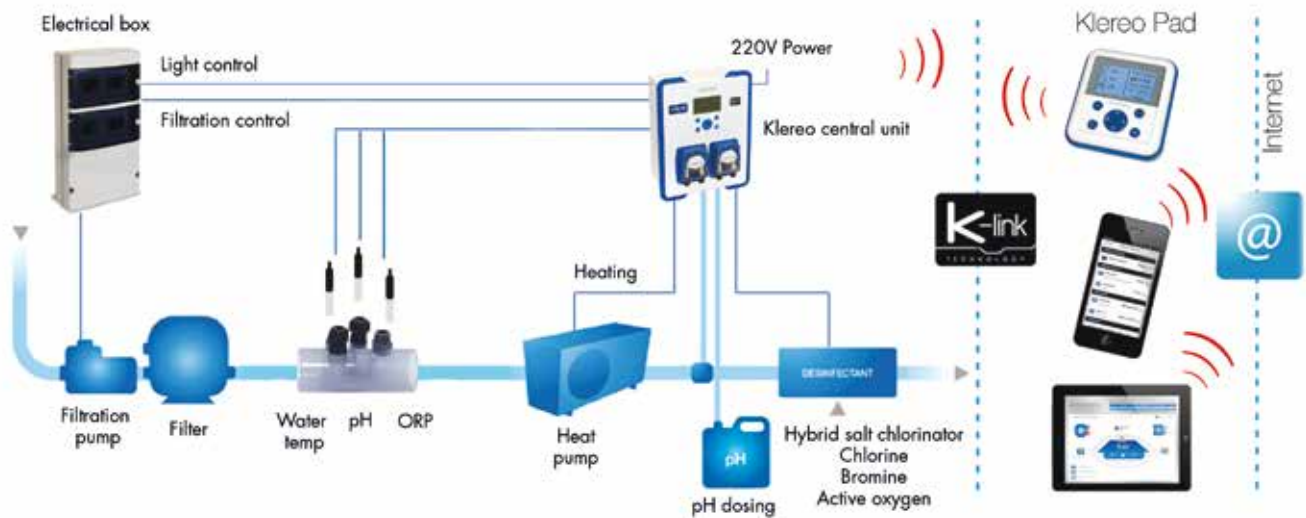 Electrical box
Light control
Filtration control
220V Power
Klereo central unit
Klereo Pad
Internet
K-link
TECHNOLOGY
@
Heating
DESINFECTANT
Filtration
pump
Filter
Water
temp
pH
ORP
Heat
pump
pH
pH dosing
Hybrid salt chlorinator
Chlorine
Bromine
Active oxygen